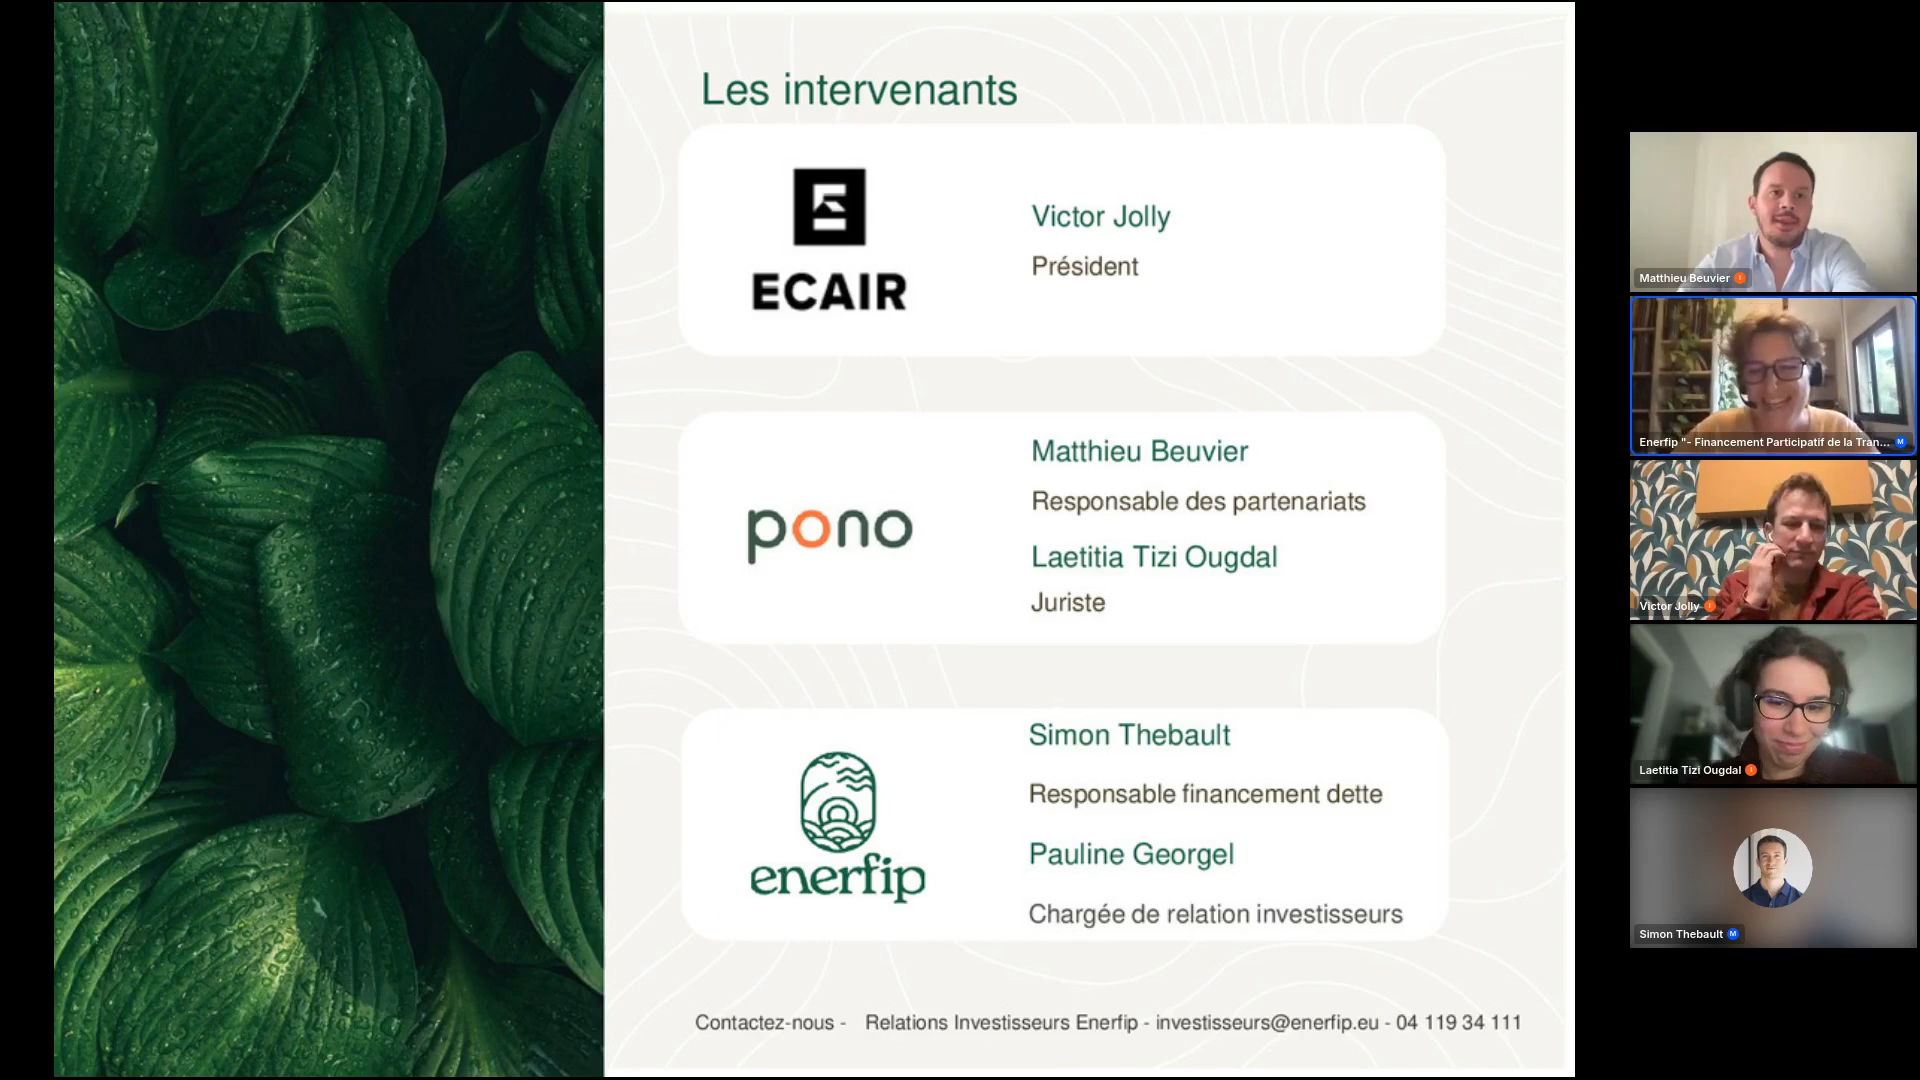 Les intervenants
ECAIR
Victor Jolly
Président
pono
Matthieu Beuvier
Responsable des partenariats
Laetitia Tizi Ougdal
Juriste
enerfip
Simon Thebault
Responsable financement dette
Pauline Georgel
Chargée de relation investisseurs
Contactez-nous - Relations Investisseurs Enerfip - investisseurs@enerfip.eu - 04 119 34 111
Matthieu Beuvier I
Enerfip "- Financement Participatif de la Tran... M
Victor Jolly I
Laetitia Tizi Ougdal I
Simon Thebault M